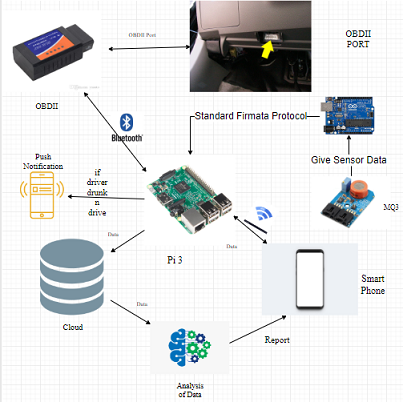 OBDII Port
OBDII
PORT
OBDII
Bluetooth
Standard Firmata Protocol
Give Sensor Data
MQ3
Push
Notification
if
driver
drunk
n
drive
Pi 3
Data
Data
Smart
Phone
Data
Cloud
Report
Analysis
of Data